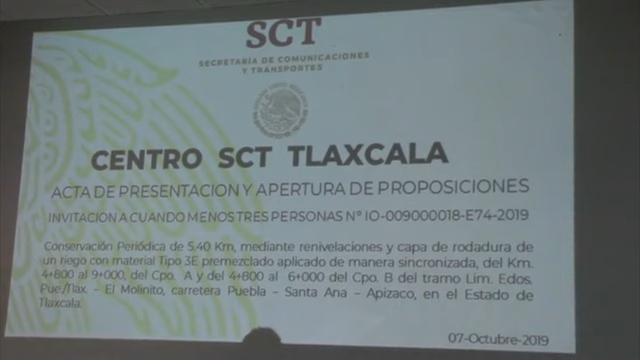 SCT
SECRETARÍA DE COMUNICACIONES
Y TRANSPORTES
CENTRO SCT TLAXCALA
ACTA DE PRESENTACION Y APERTURA DE PROPOSICIONES
INVITACIÓN A CUANDO MENOS TRES PERSONAS N° IO-009000018-E74-2019
Conservación Periódica de 5.40 Km, mediante renivelaciones y capa de rodadura de
un riego con material Tipo 3E premezclado aplicado de manera sincronizada, del Km.
4+800 al 9+000, del Cpo. A y del 4+800 al 6+000 del Cpo. B del tramo Lim. Edos.
Pue./Tlax. – El Molinito, carretera Puebla – Santa Ana – Apizaco, en el Estado de
Tlaxcala.
07-Octubre-2019